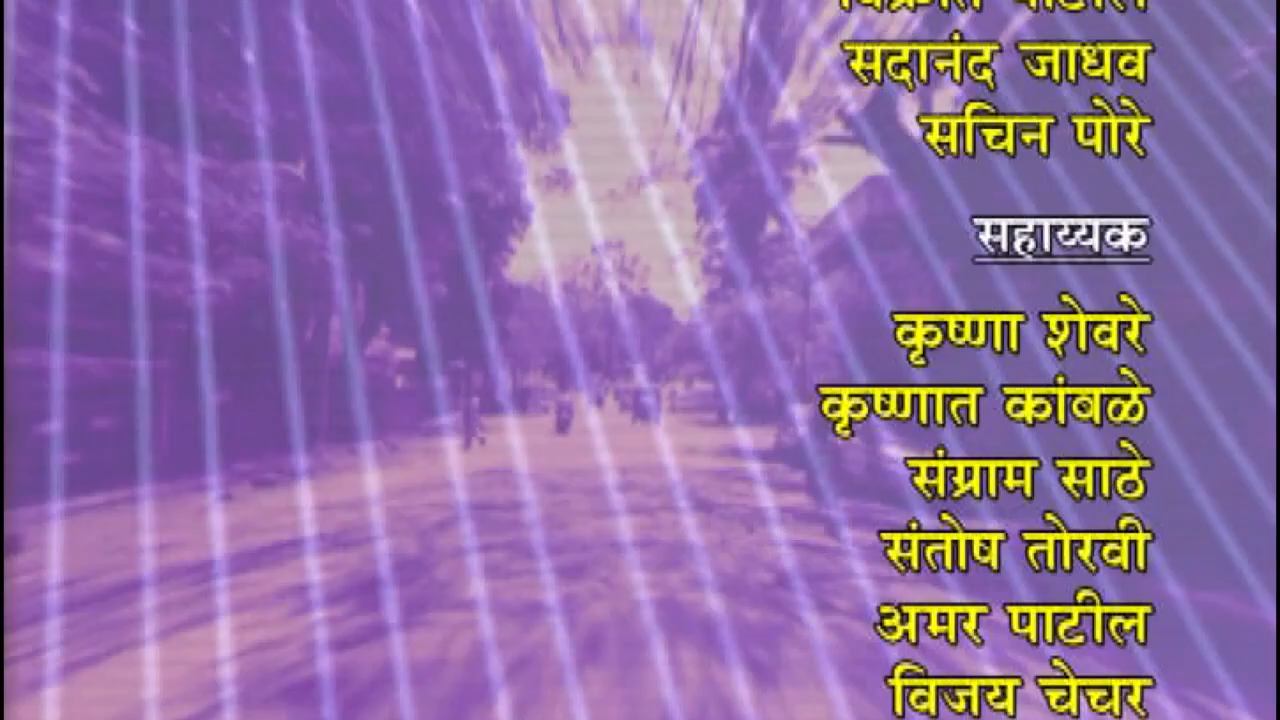 विक्रांत पाटील
सदानंद जाधव
सचिन पोरे
सहाय्यक
कृष्णा शेवरे
कृष्णात कांबळे
संग्राम साठे
संतोष तोरवी
अमर पाटील
विजय चेचर